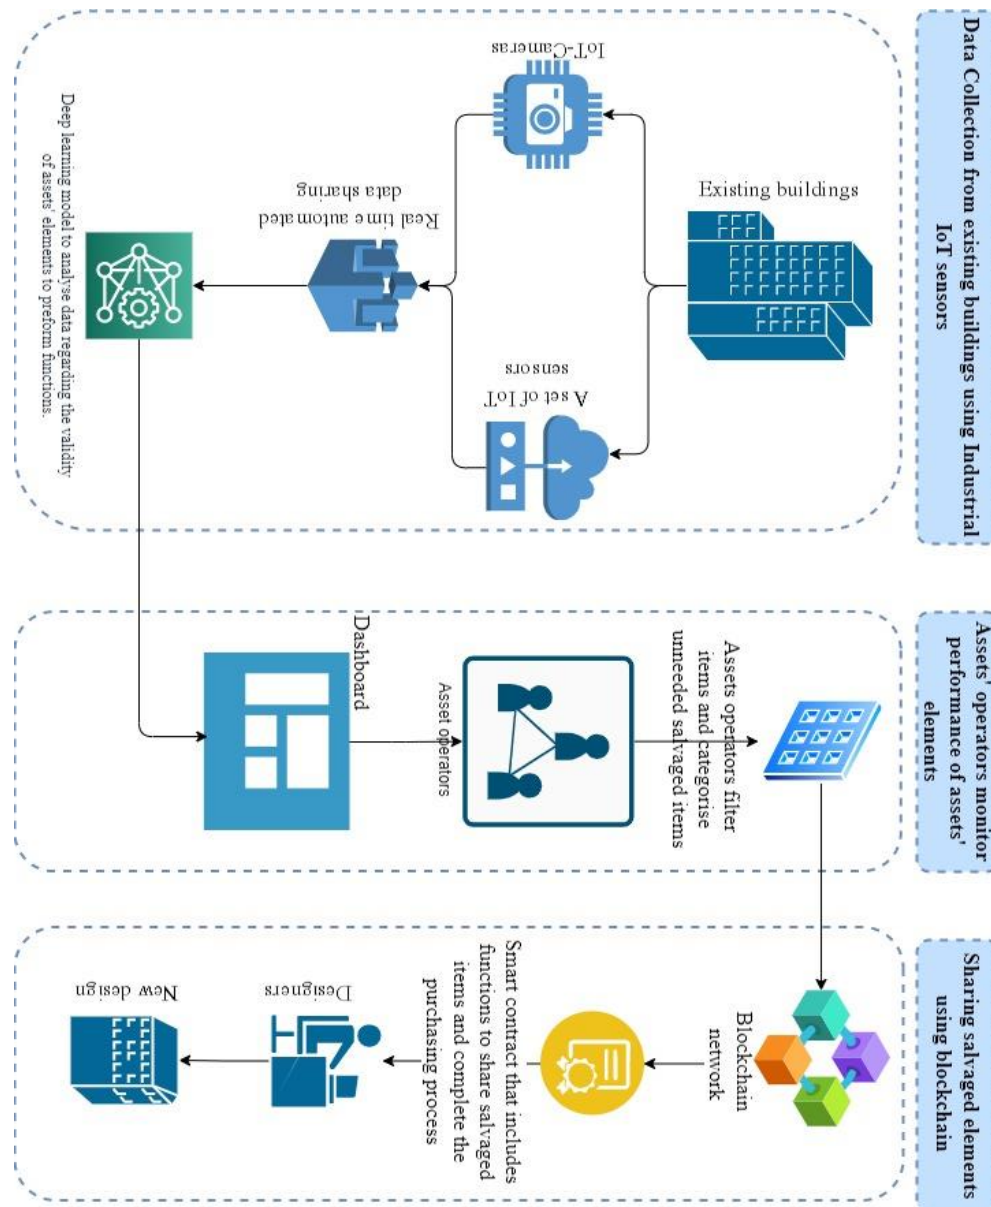 Data Collection from existing buildings using Industrial
IoT sensors
Existing buildings
IoT-Cameras
A set of IoT
sensors
Real time automated
data sharing
Deep learning model to analyse data regarding the validity
of assets' elements to preform functions.
Assets' operators monitor
performance of assets'
elements
Dashboard
Asset operators
Assets operators filter
items and categorise
unneeded salvaged items
Sharing salvaged elements
using blockchain
Blockchain
network
Smart contract that includes
functions to share salvaged
items and complete the
purchasing process
Designers
New design